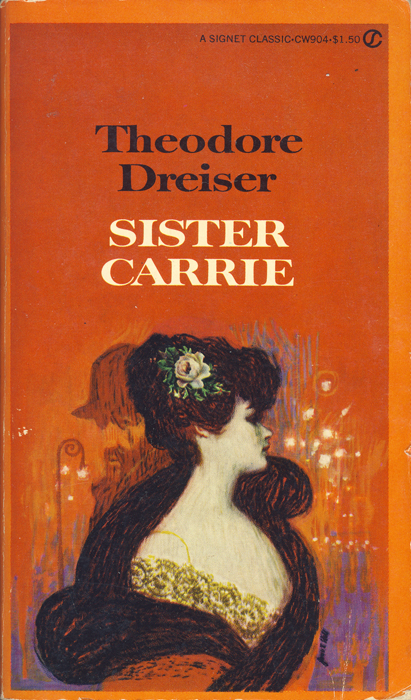 A SIGNET CLASSIC•CW904•$1.50
Theodore
Dreiser
SISTER
CARRIE